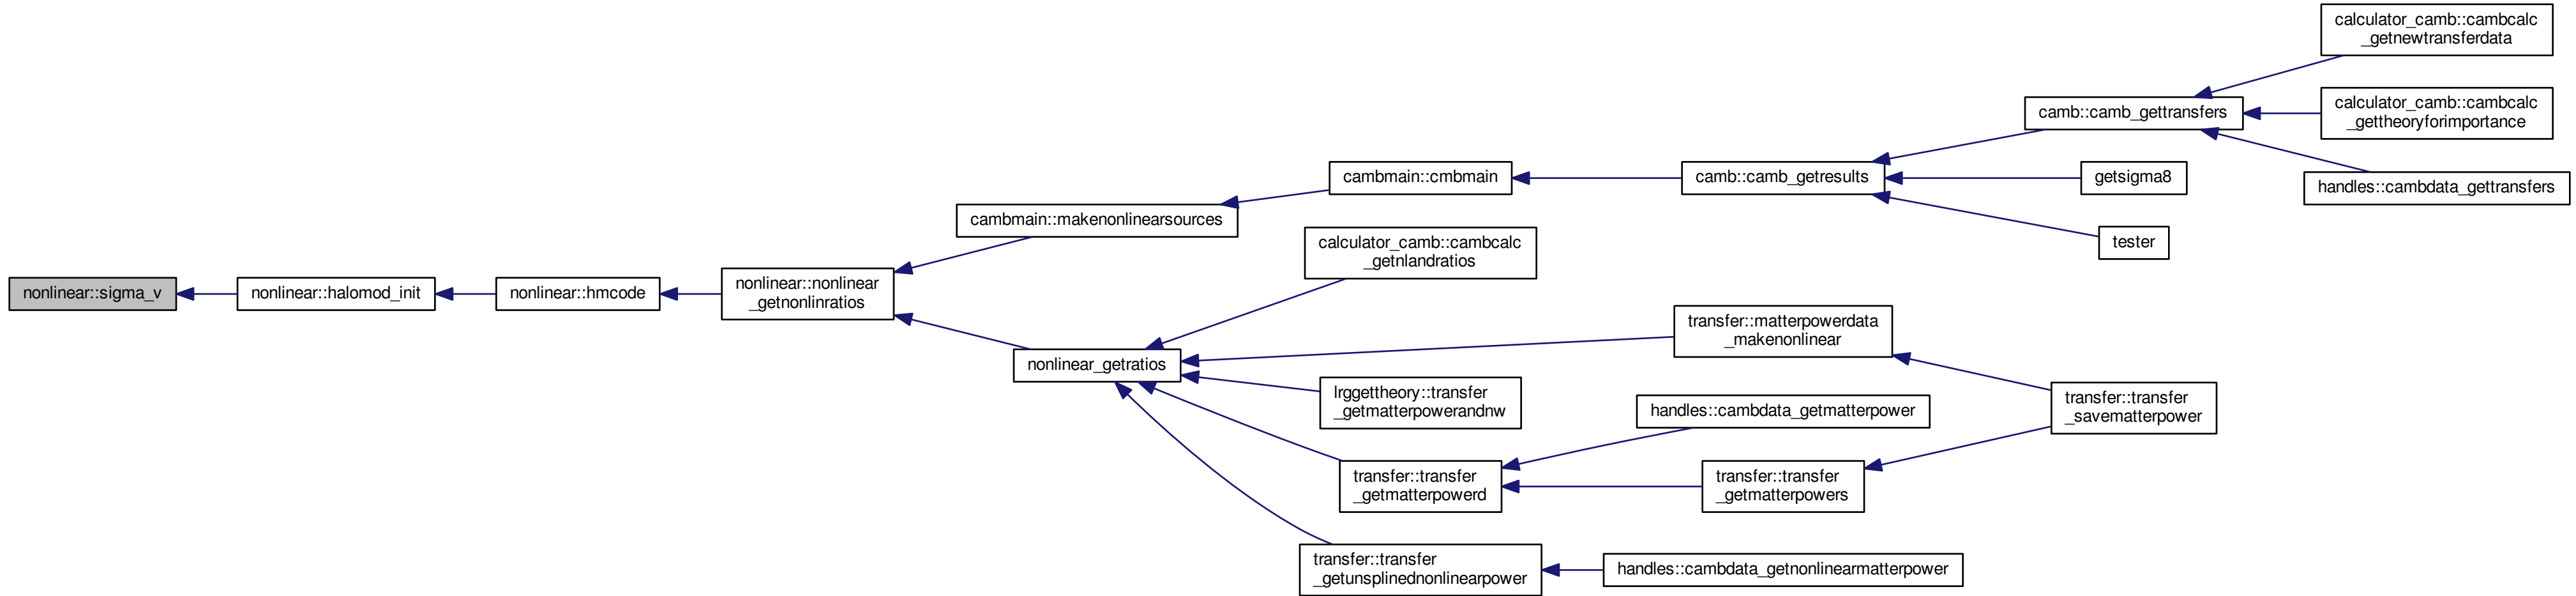 nonlinear::sigma_v
nonlinear::halomod_init
nonlinear::hmcode
nonlinear::nonlinear
_getnonlinratios
cambmain::makenonlinearsources
cambmain::cmbmain
camb::camb_getresults
camb::camb_gettransfers
calculator_camb::cambcalc
_getnewtransferdata
calculator_camb::cambcalc
_gettheoryforimportance
handles::cambdata_gettransfers
getsigma8
tester
nonlinear_getratios
calculator_camb::cambcalc
_getnlandratios
transfer::matterpowerdata
_makenonlinear
lrggettheory::transfer
_getmatterpowerandnw
transfer::transfer
_getmatterpowerd
handles::cambdata_getmatterpower
transfer::transfer
_getmatterpowers
transfer::transfer
_savematterpower
transfer::transfer
_getunsplinednonlinearpower
handles::cambdata_getnonlinearmatterpower